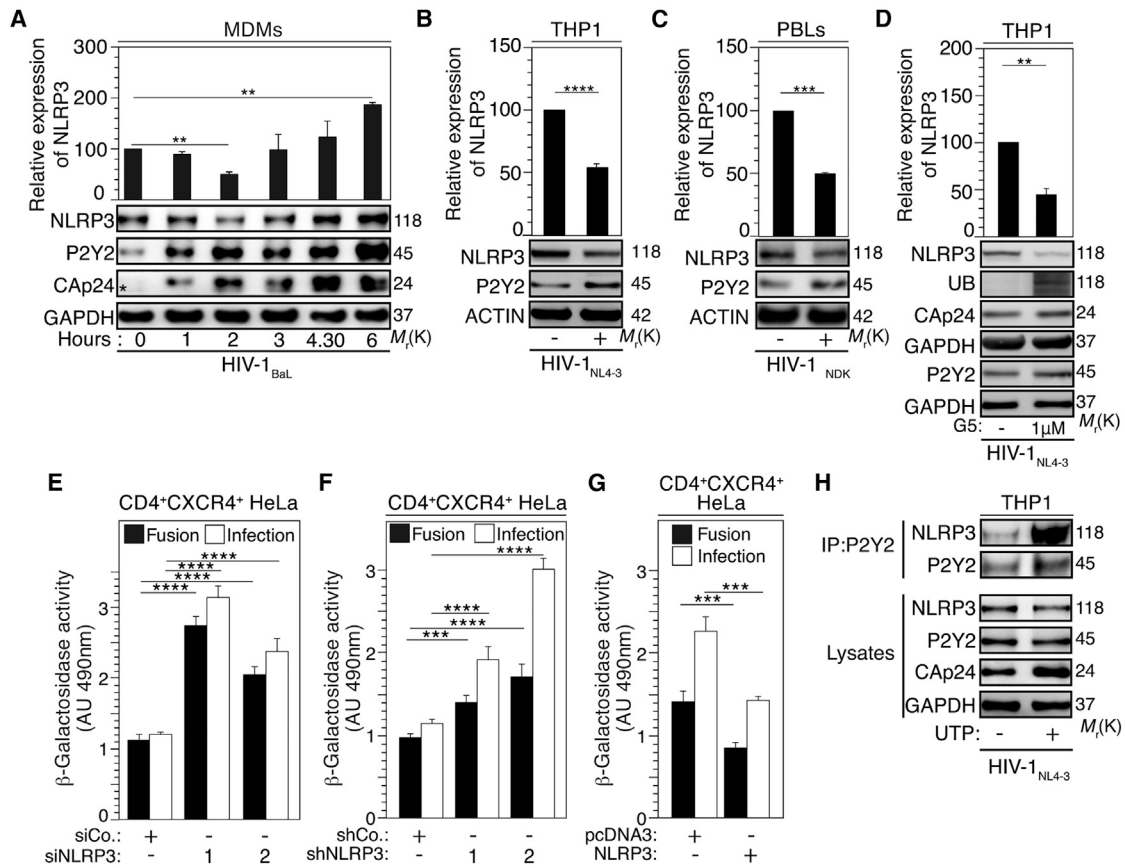 A
MDMs
Relative expression of NLRP3
300
200
100
0
**
**
NLRP3 118
P2Y2 45
CAp24 * 24
GAPDH 37
Hours : 0 1 2 3 4.30 6 Mr(K)
HIV-1BaL
B
THP1
Relative expression of NLRP3
150
100
50
0
****
NLRP3 118
P2Y2 45
ACTIN 42
- + Mr(K)
HIV-1NL4-3
C
PBLs
Relative expression of NLRP3
150
100
50
0
***
NLRP3 118
P2Y2 45
ACTIN 42
- + Mr(K)
HIV-1 NDK
D
THP1
Relative expression of NLRP3
200
150
100
50
0
**
NLRP3 118
UB 118
CAp24 24
GAPDH 37
P2Y2 45
GAPDH 37
G5: - 1µM Mr(K)
HIV-1NL4-3
E
CD4+CXCR4+ HeLa
Fusion Infection
β-Galactosidase activity
(AU 490nm)
3
2
1
0
****
****
****
****
siCo.: + - -
siNLRP3: - 1 2
F
CD4+CXCR4+ HeLa
Fusion Infection
β-Galactosidase activity
(AU 490nm)
3
2
1
0
****
****
****
***
shCo.: + - -
shNLRP3: - 1 2
G
CD4+CXCR4+
HeLa
Fusion
Infection
β-Galactosidase activity
(AU 490nm)
3
2
1
0
***
***
pcDNA3: + -
NLRP3: - +
H
THP1
IP:P2Y2
NLRP3 118
P2Y2 45
Lysates
NLRP3 118
P2Y2 45
CAp24 24
GAPDH 37
UTP: - + Mr(K)
HIV-1NL4-3